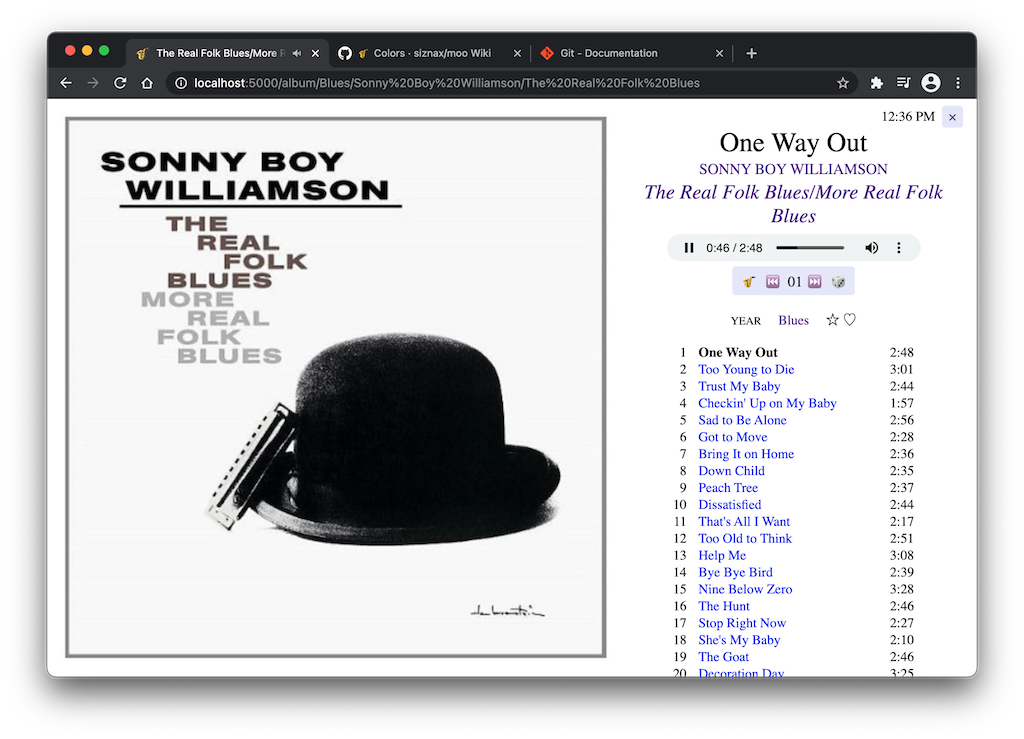 The Real Folk Blues/More R
Colors · siznax/moo Wiki
Git - Documentation
localhost:5000/album/Blues/Sonny%20Boy%20Williamson/The%20Real%20Folk%20Blues
SONNY BOY
WILLIAMSON
THE
REAL
FOLK
BLUES
MORE
REAL
FOLK
BLUES
12:36 PM ×
One Way Out
SONNY BOY WILLIAMSON
The Real Folk Blues/More Real Folk
Blues
0:46 / 2:48
01
YEAR Blues ☆♡
1 One Way Out 2:48
2 Too Young to Die 3:01
3 Trust My Baby 2:44
4 Checkin' Up on My Baby 1:57
5 Sad to Be Alone 2:56
6 Got to Move 2:28
7 Bring It on Home 2:36
8 Down Child 2:35
9 Peach Tree 2:37
10 Dissatisfied 2:44
11 That's All I Want 2:17
12 Too Old to Think 2:51
13 Help Me 3:08
14 Bye Bye Bird 2:39
15 Nine Below Zero 3:28
16 The Hunt 2:46
17 Stop Right Now 2:27
18 She's My Baby 2:10
19 The Goat 2:46
20 Decoration Day 3:25